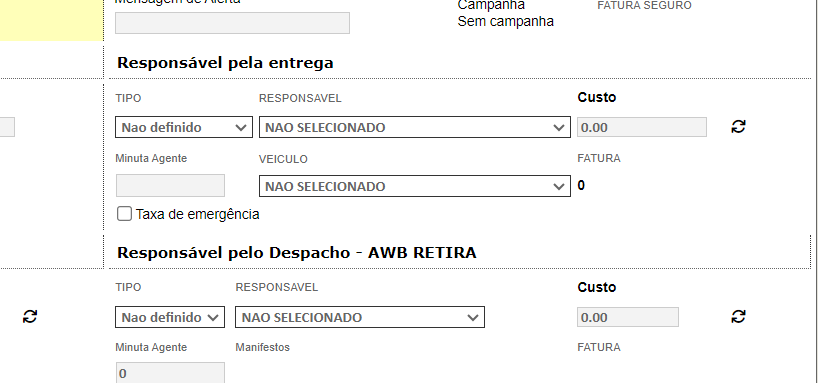 Mensagem de Alerta
Campanha
Sem campanha
FATURA SEGURO
Responsável pela entrega
TIPO
RESPONSAVEL
Custo
Nao definido
NAO SELECIONADO
0.00
Minuta Agente
VEICULO
FATURA
NAO SELECIONADO
0
Taxa de emergência
Responsável pelo Despacho - AWB RETIRA
TIPO
RESPONSAVEL
Custo
Nao definido
NAO SELECIONADO
0.00
Minuta Agente
Manifestos
FATURA
0